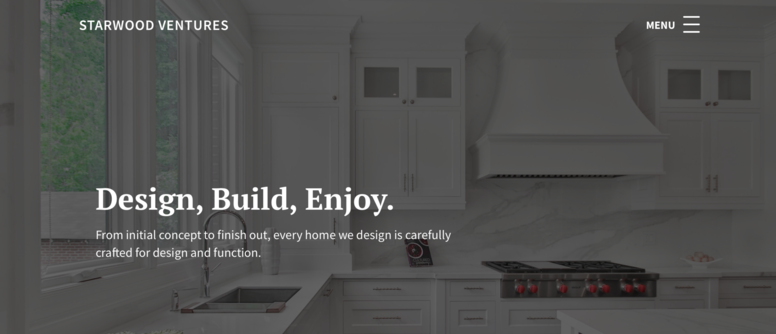 STARWOOD VENTURES
MENU
Design, Build, Enjoy.
From initial concept to finish out, every home we design is carefully
crafted for design and function.